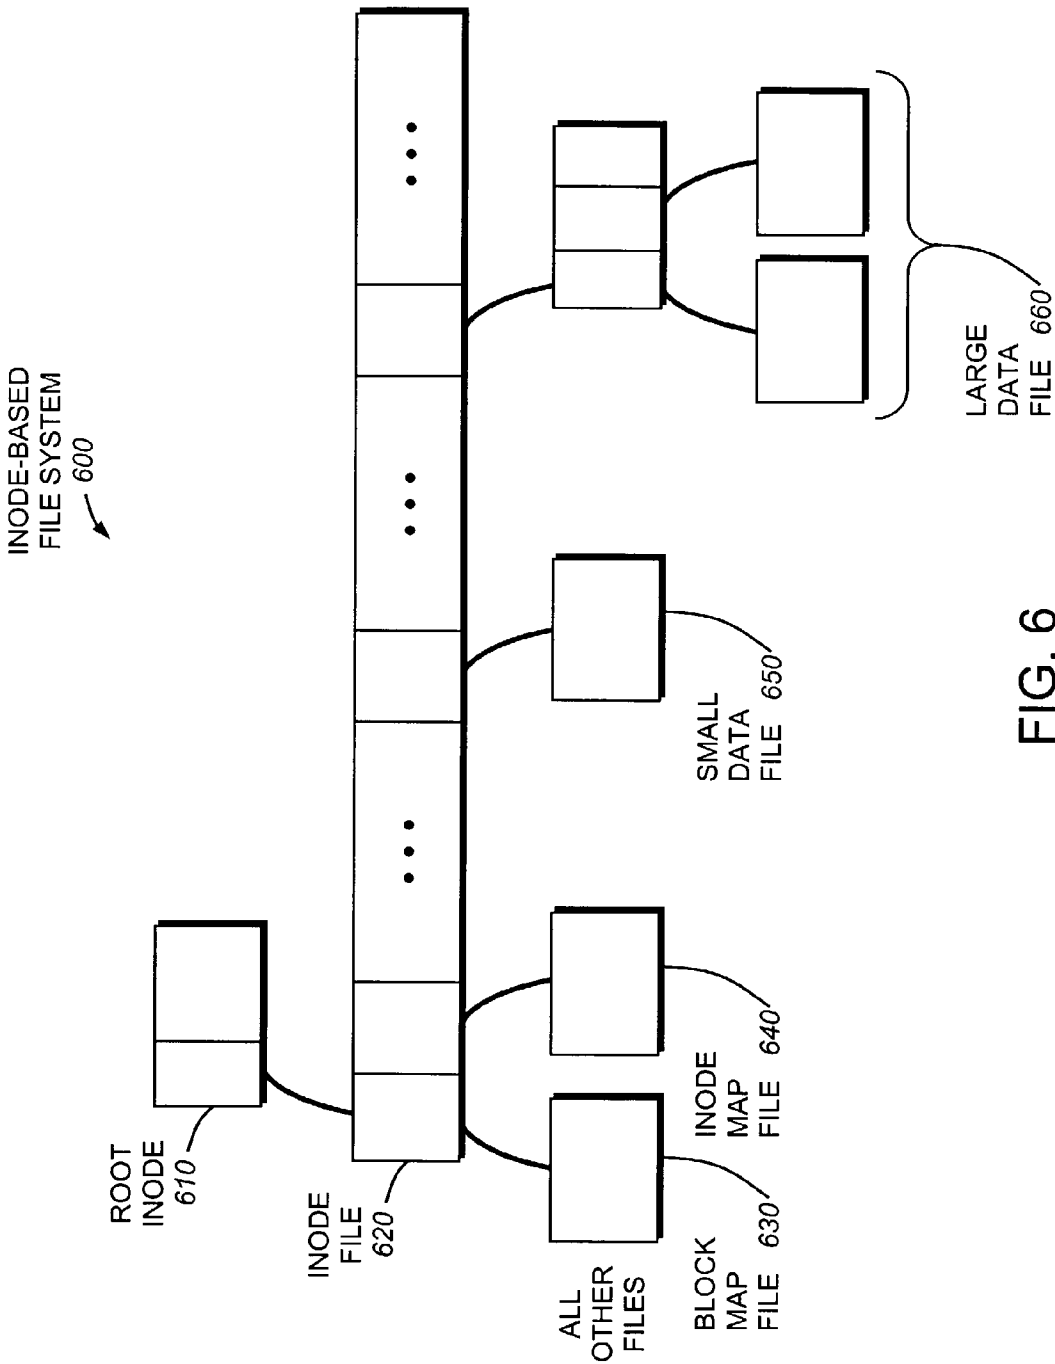 INODE-BASED
FILE SYSTEM
600
ROOT
INODE
610
INODE
FILE
620
ALL
OTHER
FILES
BLOCK
MAP
FILE 630
INODE
MAP
FILE 640
SMALL
DATA
FILE 650
LARGE
DATA
FILE 660
FIG. 6